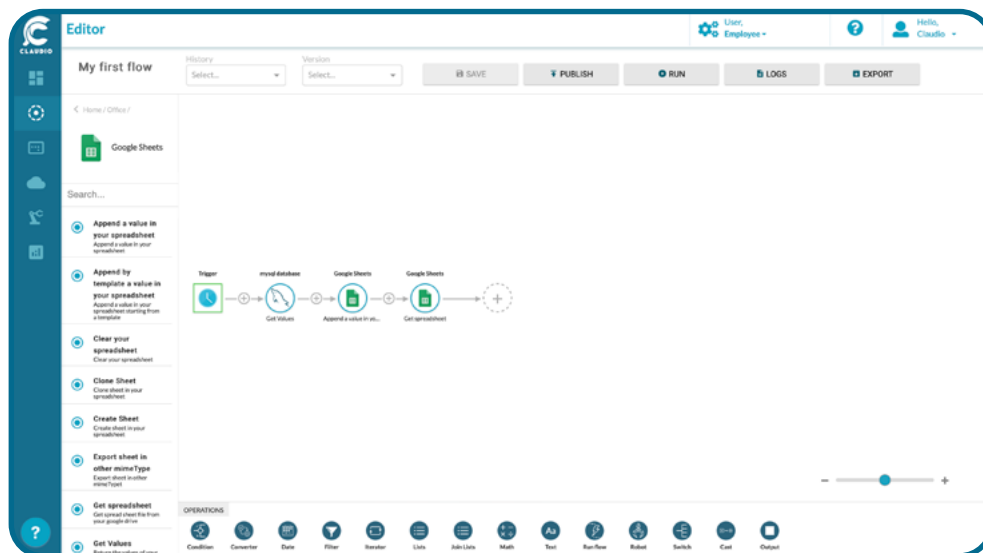 CLAUDIO
Editor
User,
Employee
?
Hello,
Claudio
My first flow
History
Select...
Version
Select...
SAVE
PUBLISH
RUN
LOGS
EXPORT
Home / Office /
Google Sheets
Search...
Append a value in
your spreadsheet
Append a value in your
spreadsheet
Append by
template a value in
your spreadsheet
Append a value in your
spreadsheet starting from
a template
Clear your
spreadsheet
Clear your spreadsheet
Clone Sheet
Clone sheet in your
spreadsheet
Create Sheet
Create sheet in your
spreadsheet
Export sheet in
other mimeType
Export sheet in other
mimeType!
Get spreadsheet
Get spread sheet file from
your google drive
Get Values
Trigger
mysql database
Get Values
Google Sheets
Append a value in yo...
Google Sheets
Get spreadsheet
OPERATIONS
Condition
Converter
Date
Filter
Iterator
Lists
Join Lists
Math
Aa
Text
Run flow
Robot
Switch
Cast
Output
?